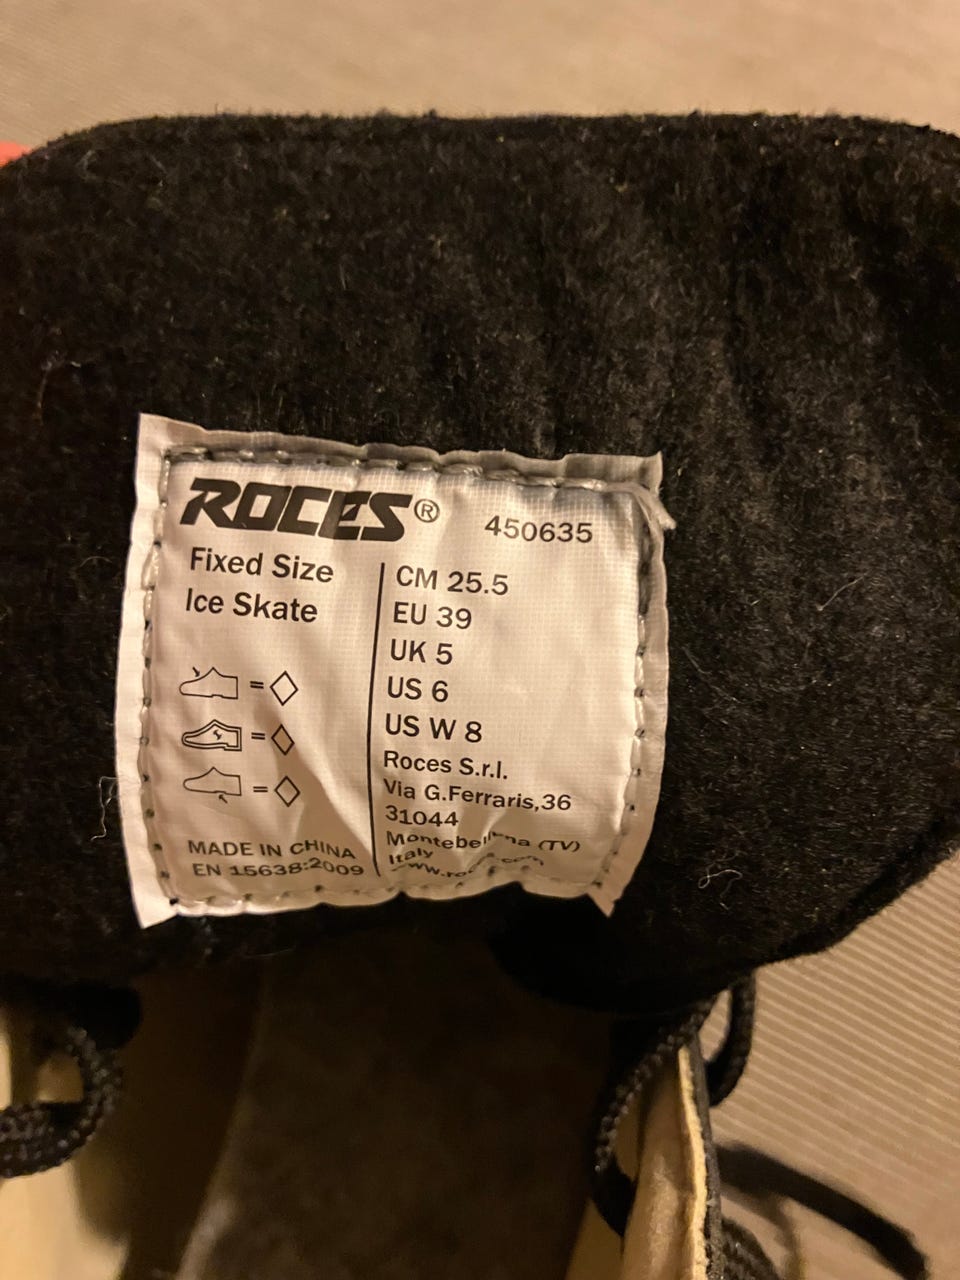 ROCES® 450635
Fixed Size
Ice Skate
CM 25.5
EU 39
UK 5
US 6
US W 8
=
=
=
Roces S.r.l.
Via G.Ferraris,36
31044
(TV)
Italy
MADE IN CHINA
EN 15638:2009